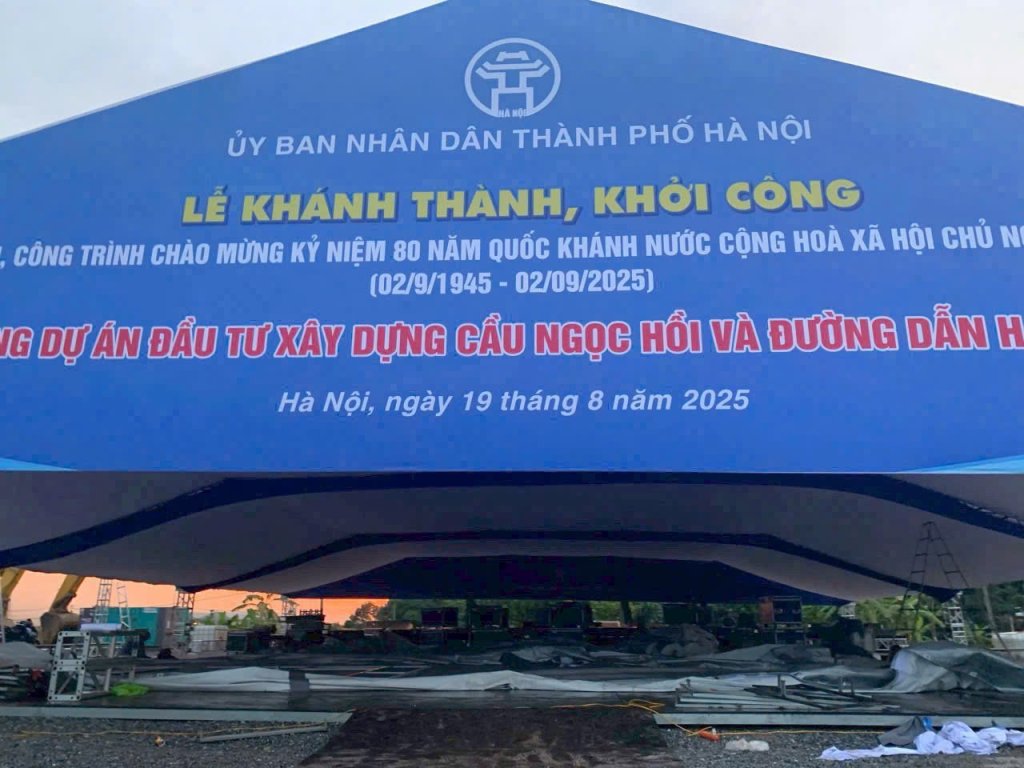 HÀ NỘI
ỦY BAN NHÂN DÂN THÀNH PHỐ HÀ NỘI
LỄ KHÁNH THÀNH, KHỞI CÔNG
, CÔNG TRÌNH CHÀO MỪNG KỶ NIỆM 80 NĂM QUỐC KHÁNH NƯỚC CỘNG HOÀ XÃ HỘI CHỦ
(02/9/1945 - 02/09/2025)
DỰ ÁN ĐẦU TƯ XÂY DỰNG CẦU NGỌC HỒI VÀ ĐƯỜNG DẪN
Hà Nội, ngày 19 tháng 8 năm 2025